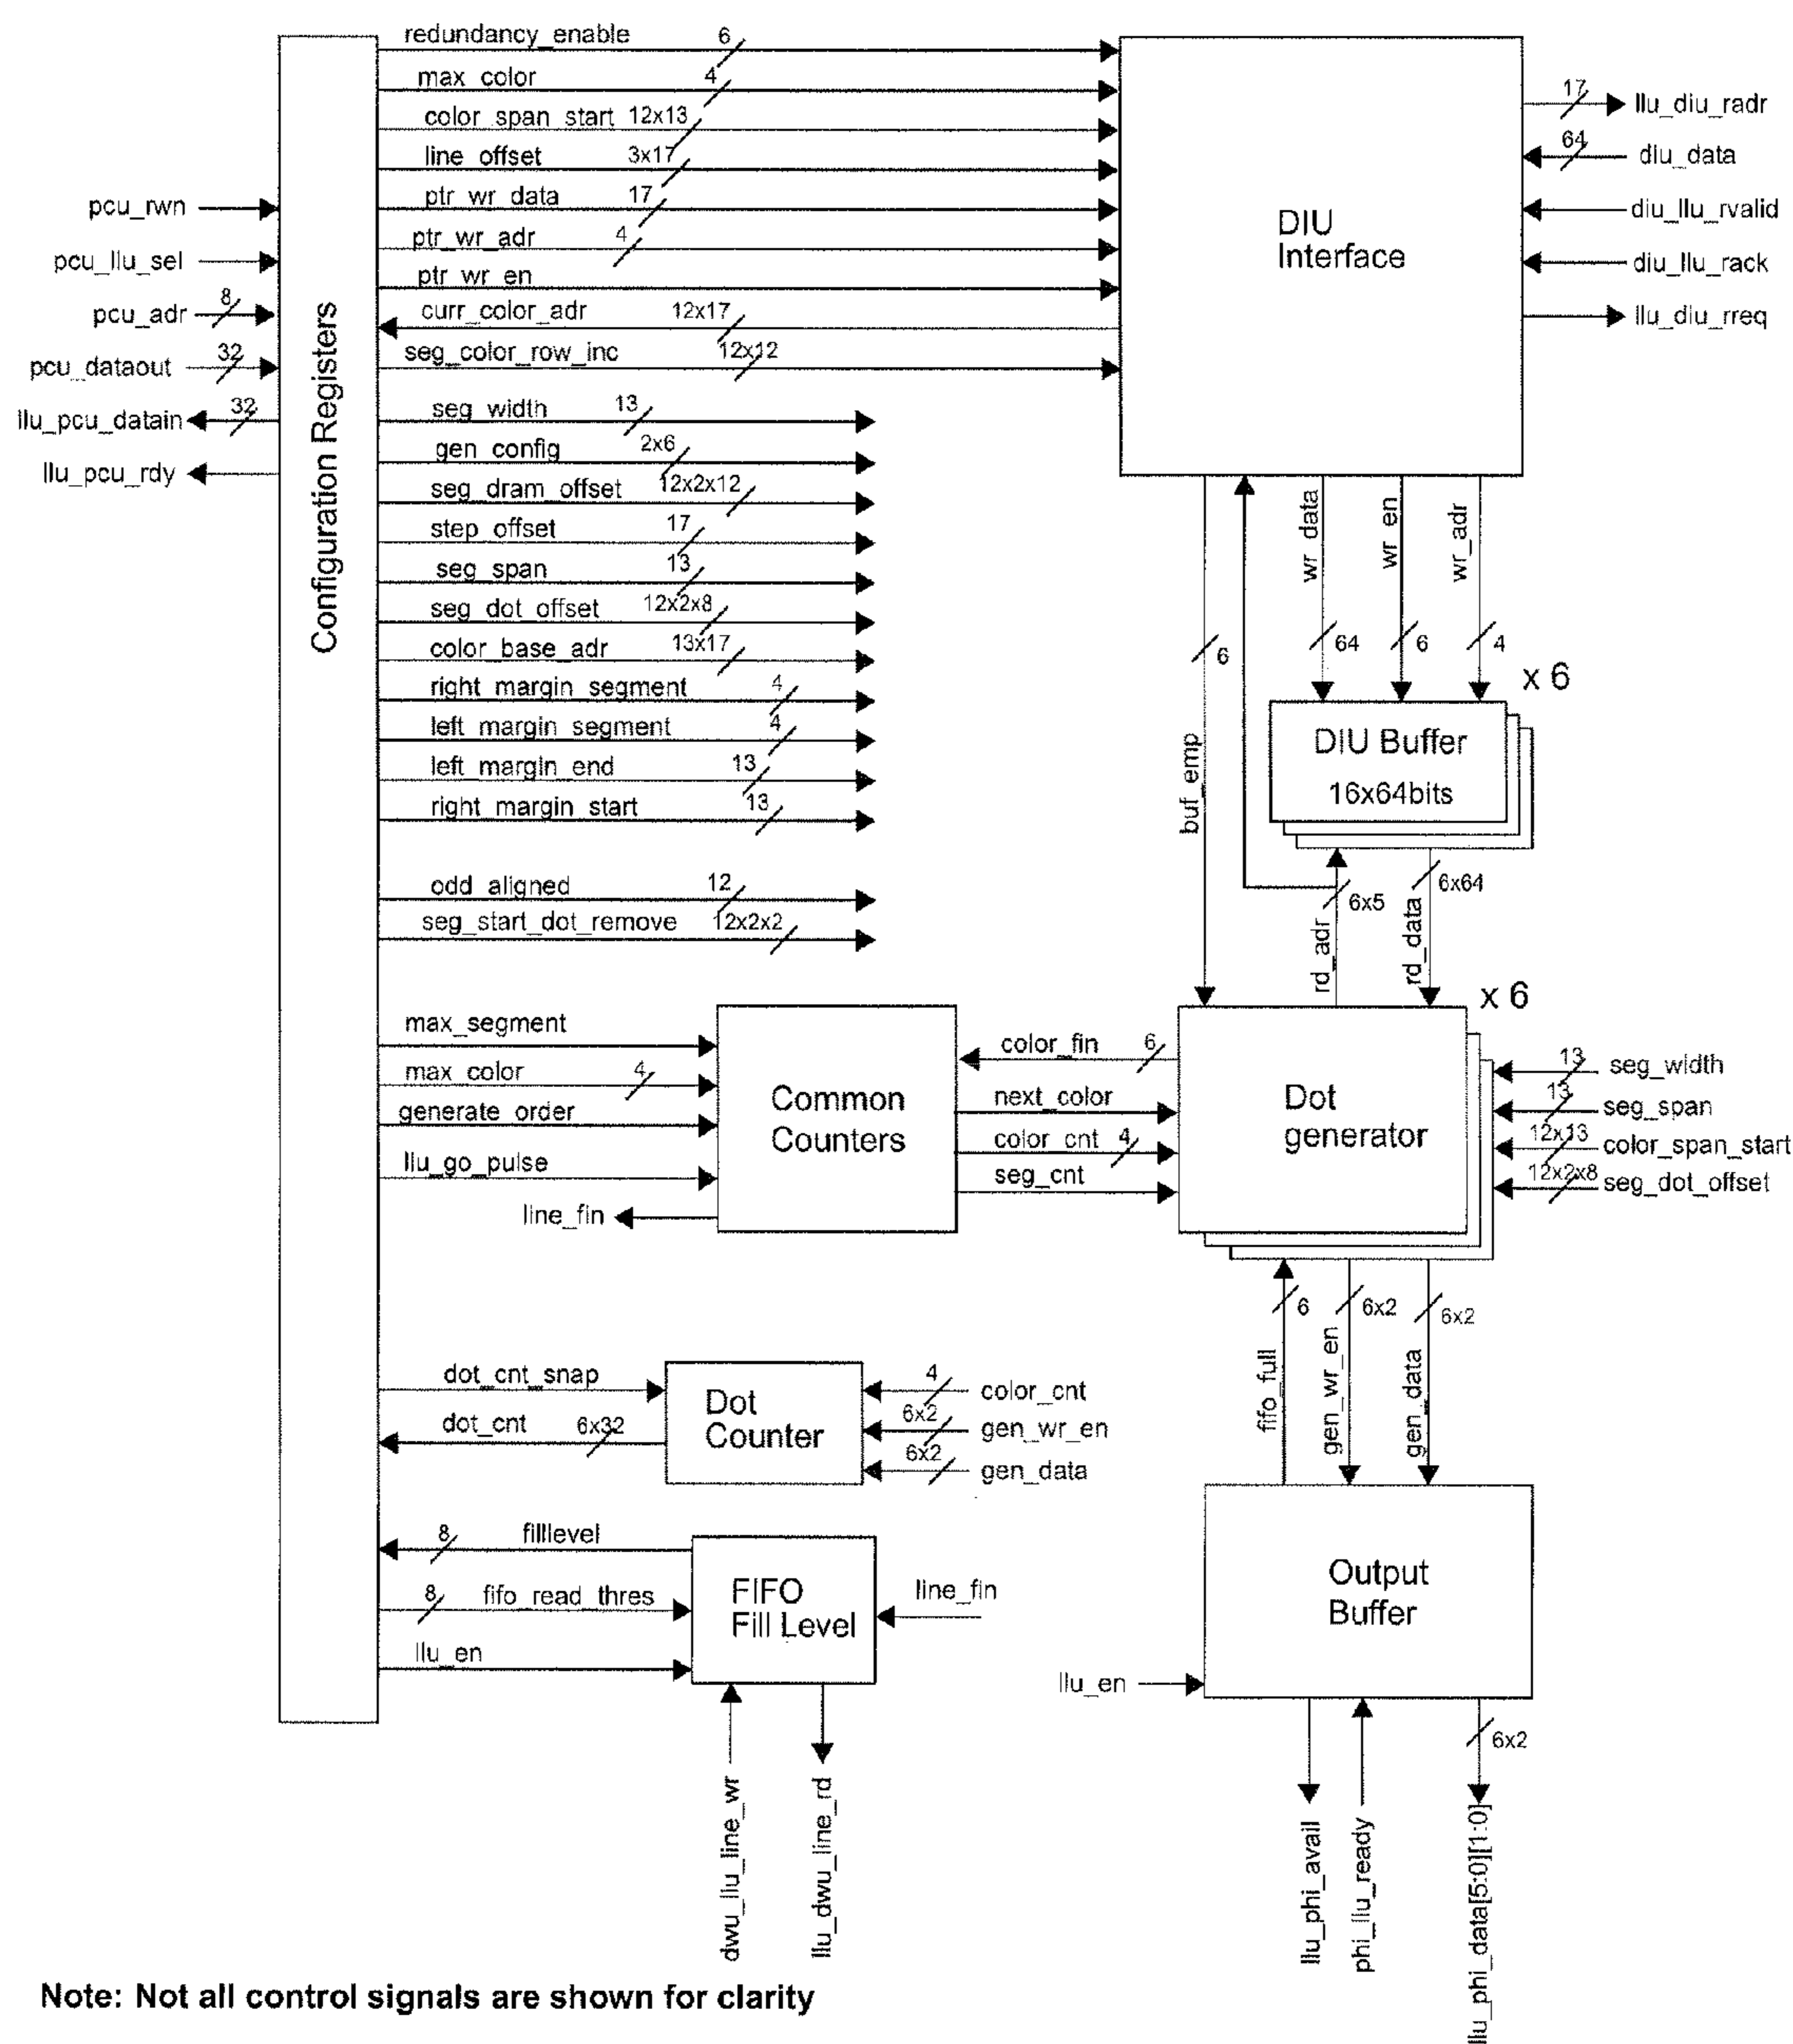 redundancy_enable 6
max_color 4
color_span_start 12x13
line_offset 3x17
ptr_wr_data 17
ptr_wr_adr 4
ptr_wr_en
curr_color_adr 12x17
seg_color_row_inc 12x12
seg_width 13
gen_config 2x6
seg_dram_offset 12x2x12
step_offset 17
seg_span 13
seg_dot_offset 12x2x8
color_base_adr 13x17
right_margin_segment 4
left_margin_segment 4
left_margin_end 13
right_margin_start 13
odd_aligned 12
seg_start_dot_remove 12x2x2
pcu_rwn
pcu_llu_sel
pcu_adr 8
pcu_dataout 32
llu_pcu_datain 32
llu_pcu_rdy
Configuration Registers
DIU
Interface
17 llu_diu_radr
64 diu_data
diu_llu_rvalid
diu_llu_rack
llu_diu_rreq
buf_emp 6
wr_data 64
wr_en 6
wr_adr 4
x 6
DIU Buffer
16x64bits
rd_adr 6x5
rd_data 6x64
x 6
max_segment
max_color 4
generate_order
llu_go_pulse
line_fin
Common
Counters
color_fin 6
next_color
color_cnt 4
seg_cnt
Dot
generator
13 seg_width
13 seg_span
12x13 color_span_start
12x2x8 seg_dot_offset
fifo_full 6
gen_wr_en 6x2
gen_data 6x2
dot_cnt_snap
dot_cnt 6x32
Dot
Counter
4 color_cnt
6x2 gen_wr_en
6x2 gen_data
8 filllevel
8 fifo_read_thres
llu_en
FIFO
Fill Level
line_fin
dwu_llu_line_wr
llu_dwu_line_rd
Output
Buffer
llu_en
llu_phi_avail
phi_llu_ready
6x2
llu_phi_data[5:0][1:0]
Note: Not all control signals are shown for clarity